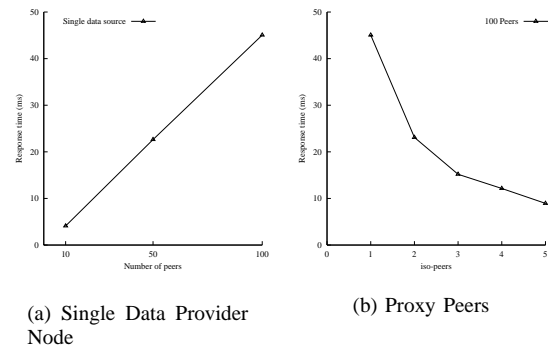 50
40
30
20
10
0
Response time (ms)
Single data source
10
50
100
Number of peers
(a) Single Data Provider
Node
50
40
30
20
10
0
Response time (ms)
100 Peers
0
1
2
3
4
5
iso-peers
(b) Proxy Peers